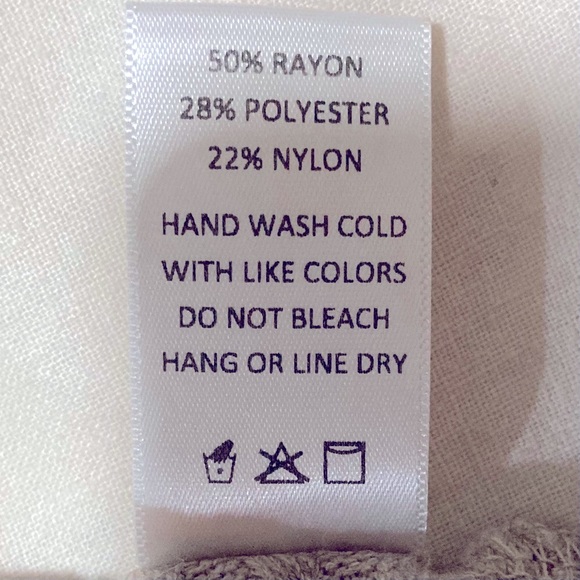 50% RAYON
28% POLYESTER
22% NYLON
HAND WASH COLD
WITH LIKE COLORS
DO NOT BLEACH
HANG OR LINE DRY